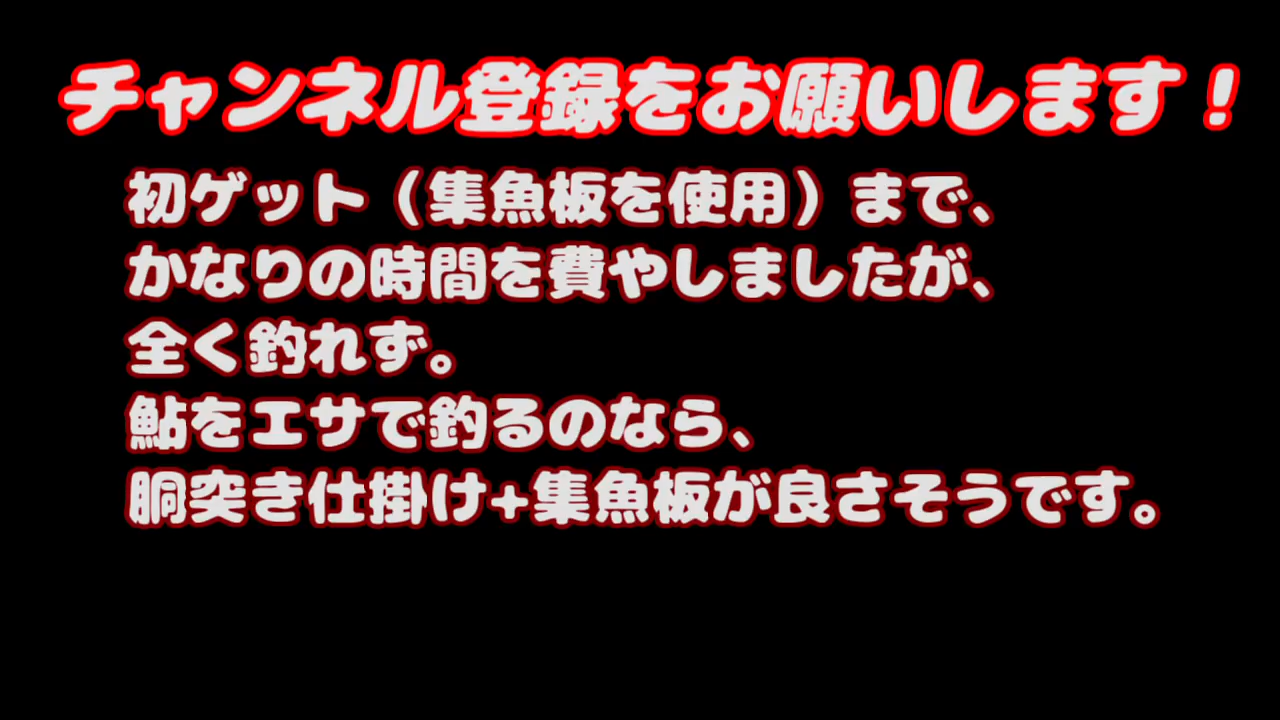 チャンネル登録をお願いします！
初ゲット（集魚板を使用）まで、
かなりの時間を費やしましたが、
全く釣れず。
鮎をエサで釣るのなら、
胴突き仕掛け+集魚板が良さそうです。